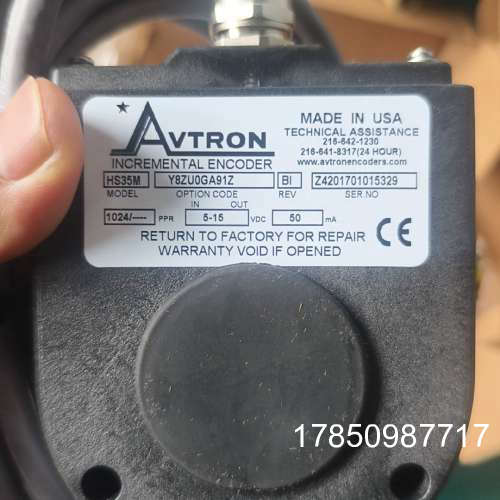 AVTRON
INCREMENTAL ENCODER
MADE IN USA
TECHNICAL ASSISTANCE
216-642-1230
216-641-8317(24 HOUR)
www.avtronencoders.com
HS35M Y8ZU0GA91Z BI Z4201701015329
MODEL OPTION CODE REV SER NO
IN OUT
1024/---- PPR 5-15 VDC 50 mA
RETURN TO FACTORY FOR REPAIR
WARRANTY VOID IF OPENED
CE
17850987717